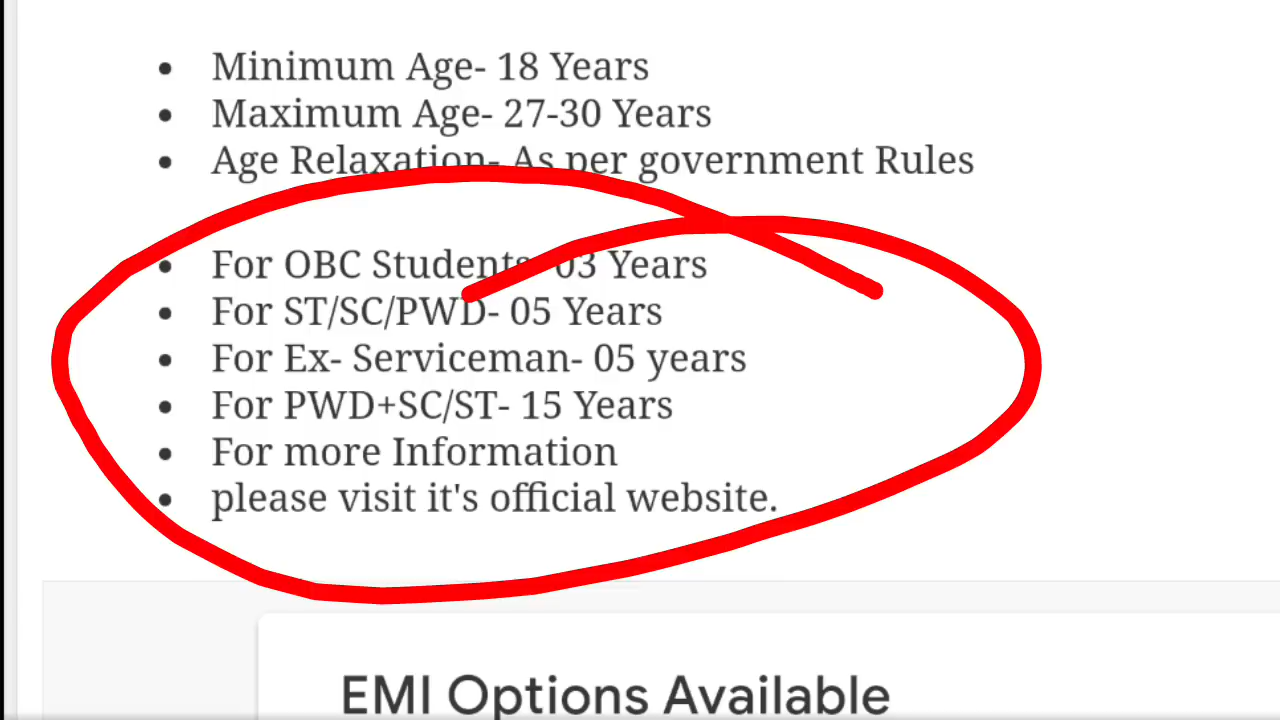 Minimum Age- 18 Years
Maximum Age- 27-30 Years
Age Relaxation- As per government Rules
For OBC Students- 03 Years
For ST/SC/PWD- 05 Years
For Ex- Serviceman- 05 years
For PWD+SC/ST- 15 Years
For more Information
please visit it's official website.
EMI Options Available